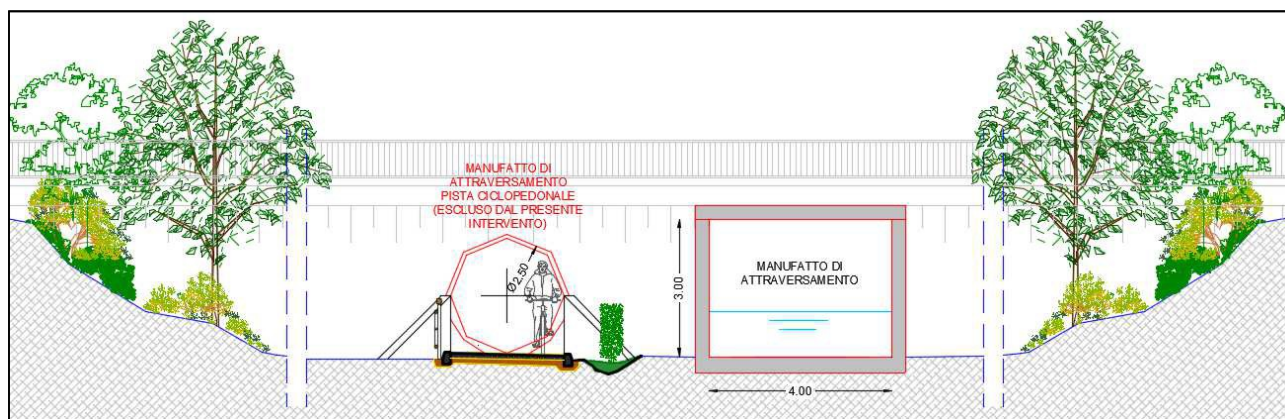 MANUFATTO DI
ATTRAVERSAMENTO
PISTA CICLOPEDONALE
(ESCLUSO DAL PRESENTE
INTERVENTO)
Ø2.50
MANUFATTO DI
ATTRAVERSAMENTO
3.00
4.00